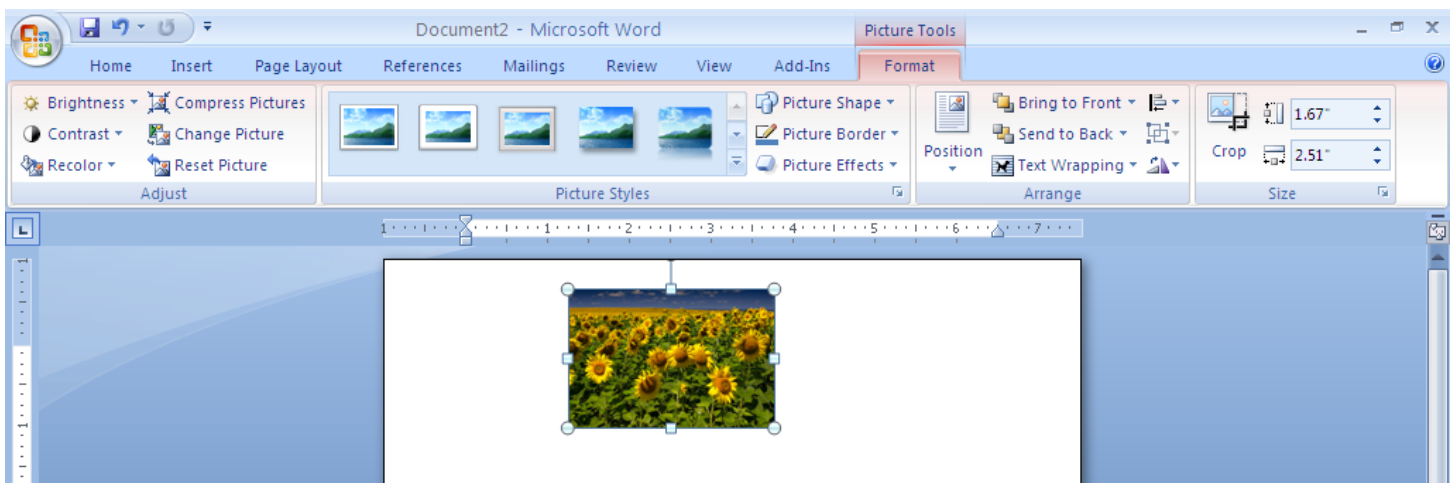 Document2 - Microsoft Word Picture Tools
Home Insert Page Layout References Mailings Review View Add-Ins Format
Brightness Compress Pictures Picture Shape Bring to Front 1.67"
Contrast Change Picture Picture Border Send to Back
Position Crop
Recolor Reset Picture Picture Effects Text Wrapping 2.51"
Adjust Picture Styles Arrange Size
L 1 1 2 3 4 5 6 7
1
1